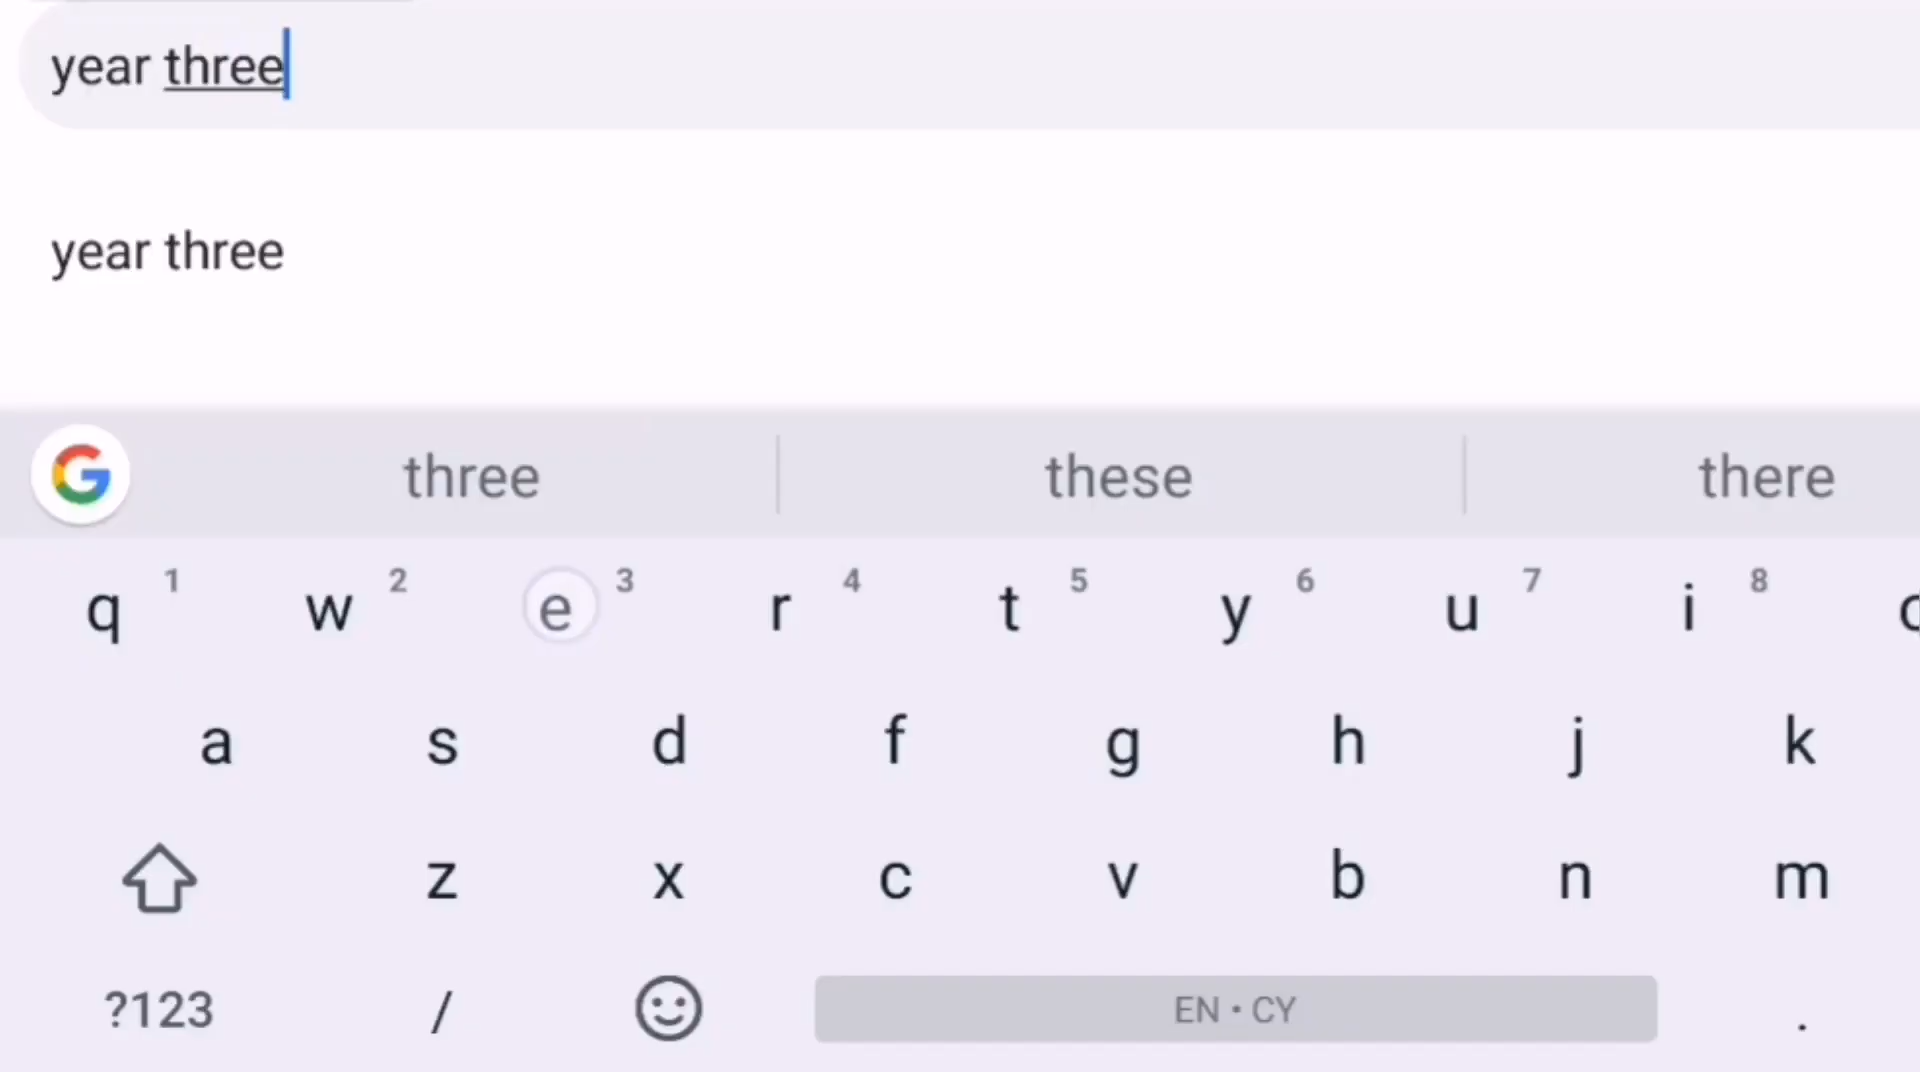 year three
year three
three these there
q 1 w 2 e 3 r 4 t 5 y 6 u 7 i 8
a s d f g h j k
z x c v b n m
?123 / EN • CY .